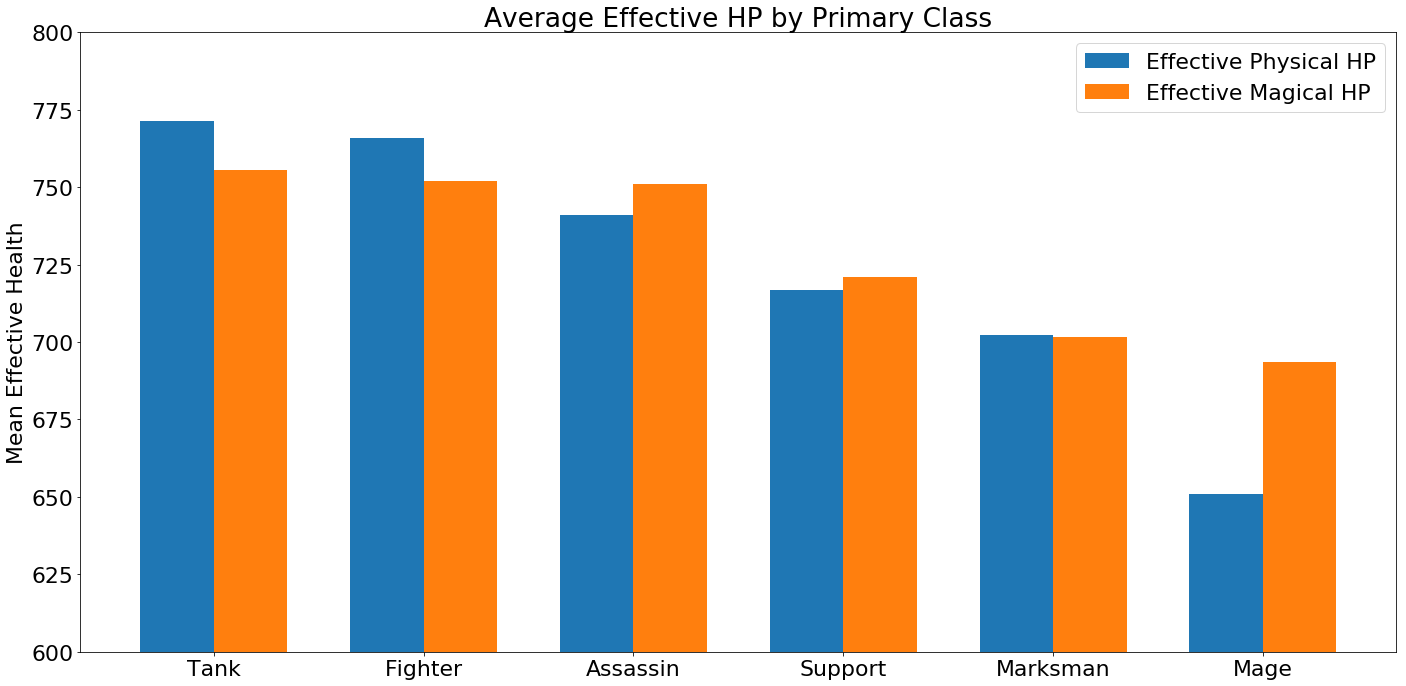 Average Effective HP by Primary Class
Effective Physical HP
Effective Magical HP
Mean Effective Health
800
775
750
725
700
675
650
625
600
Tank Fighter Assassin Support Marksman Mage